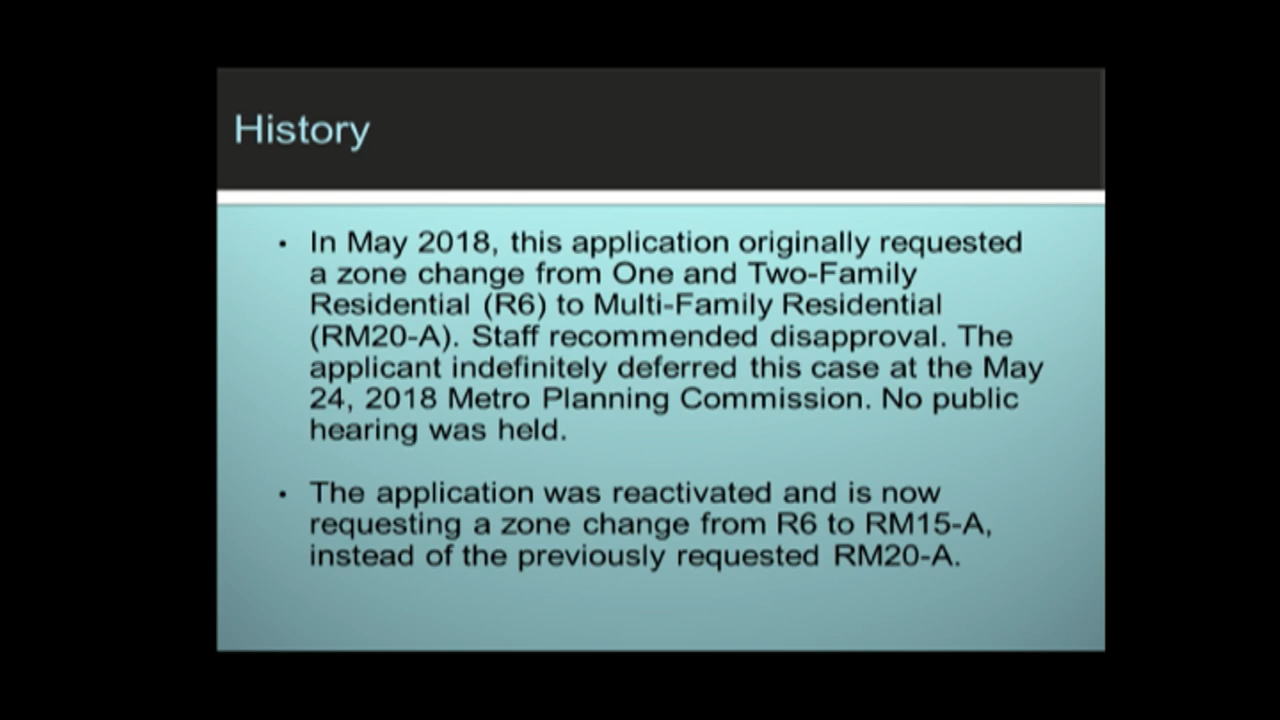 History
• In May 2018, this application originally requested
a zone change from One and Two-Family
Residential (R6) to Multi-Family Residential
(RM20-A). Staff recommended disapproval. The
applicant indefinitely deferred this case at the May
24, 2018 Metro Planning Commission. No public
hearing was held.
• The application was reactivated and is now
requesting a zone change from R6 to RM15-A,
instead of the previously requested RM20-A.